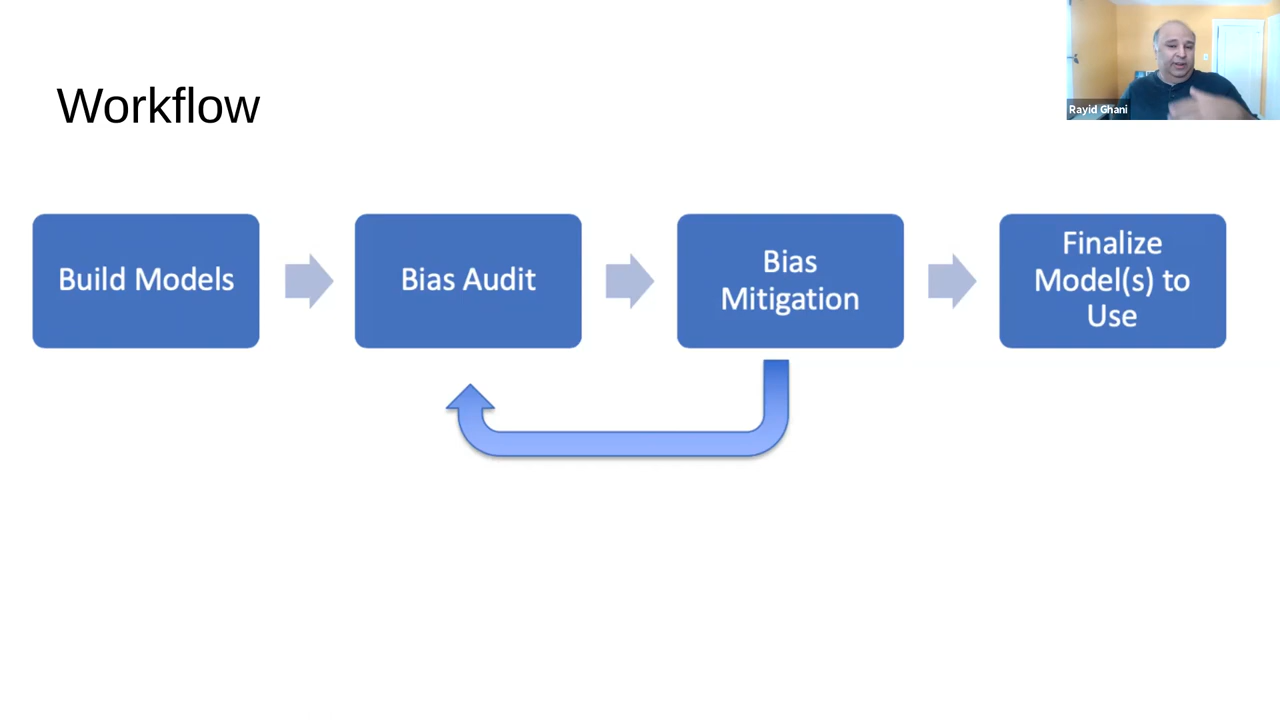 Rayid Ghani
Workflow
Build Models
Bias Audit
Bias
Mitigation
Finalize
Model(s) to
Use